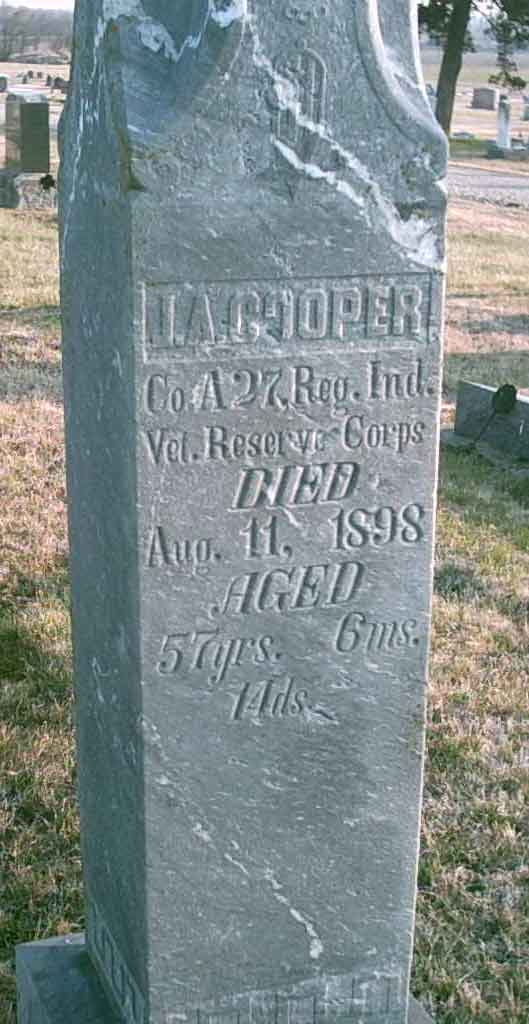 J.A.COOPER
Co. A 27, Reg. Ind.
Vet. Reserve Corps
DIED
Aug. 11, 1898
AGED
57yrs. 6ms.
14ds.